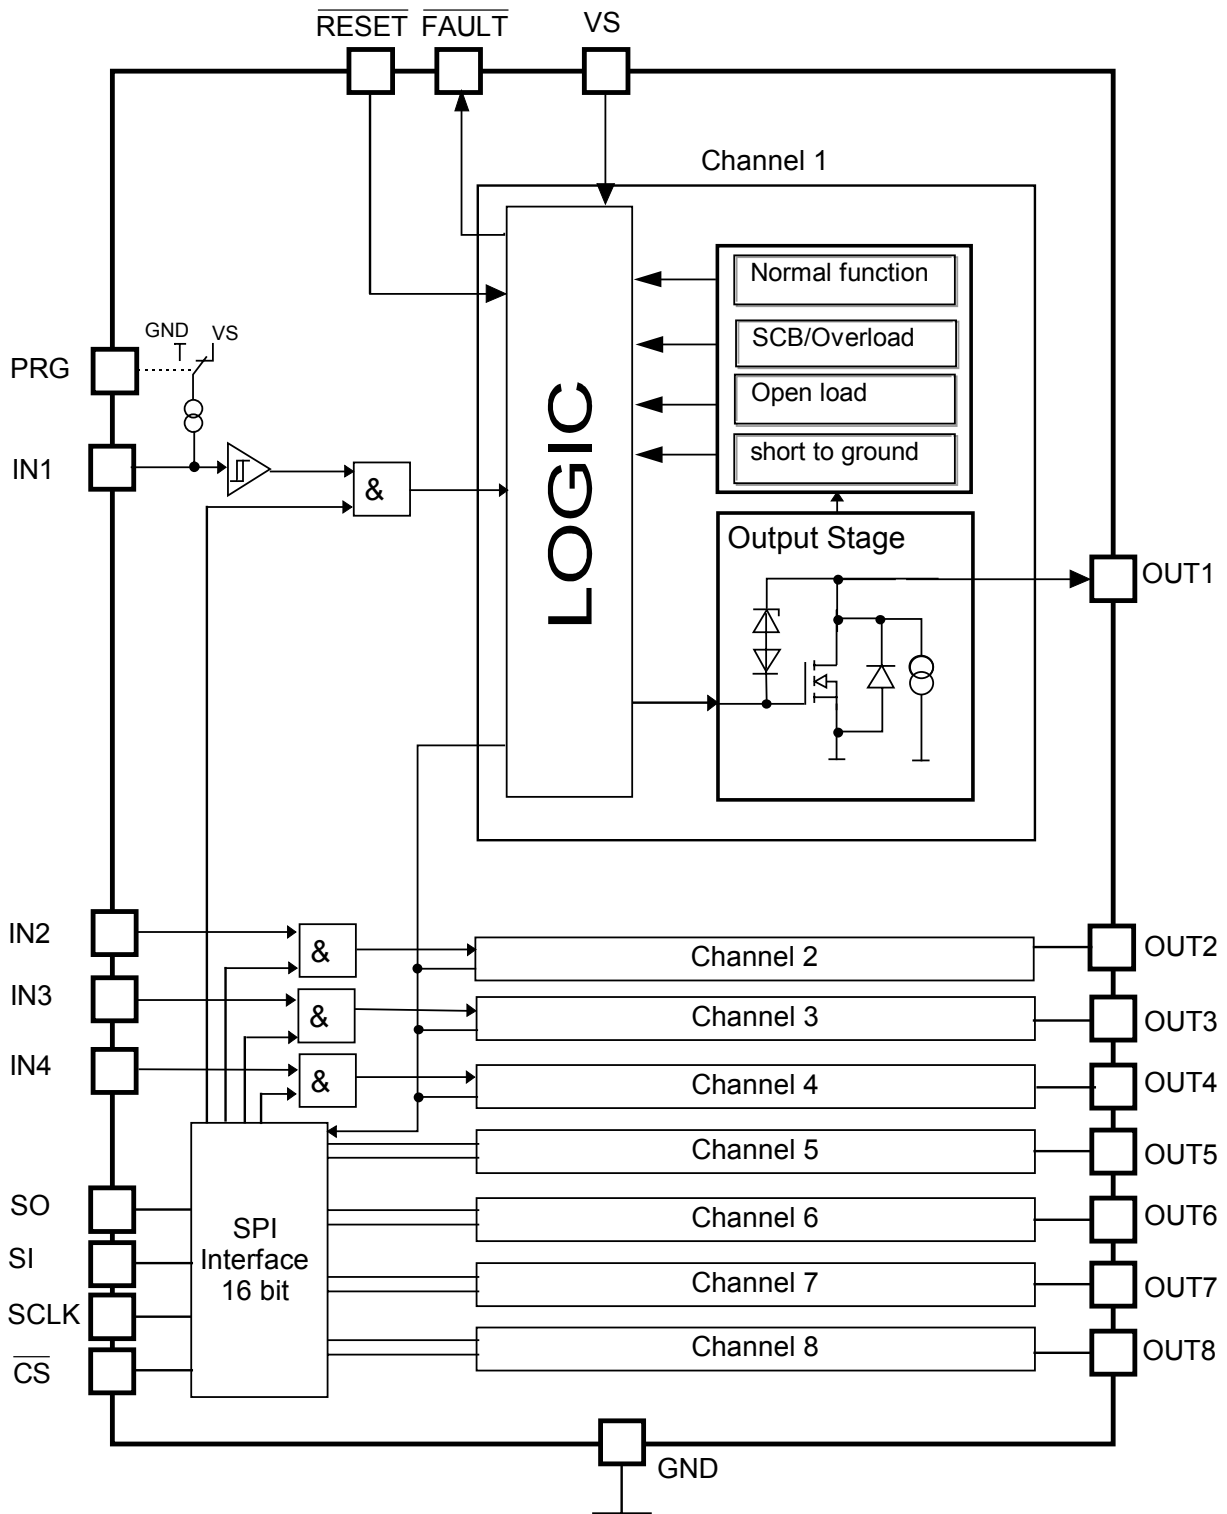 RESET FAULT VS
Channel 1
Normal function
GND VS
SCB/Overload
PRG
Open load
LOGIC
IN1
short to ground
&
Output Stage
OUT1
IN2
&
Channel 2
OUT2
IN3
&
Channel 3
OUT3
IN4
&
Channel 4
OUT4
Channel 5
OUT5
SO
SPI
Interface
16 bit
Channel 6
OUT6
SI
Channel 7
OUT7
SCLK
Channel 8
OUT8
CS
GND